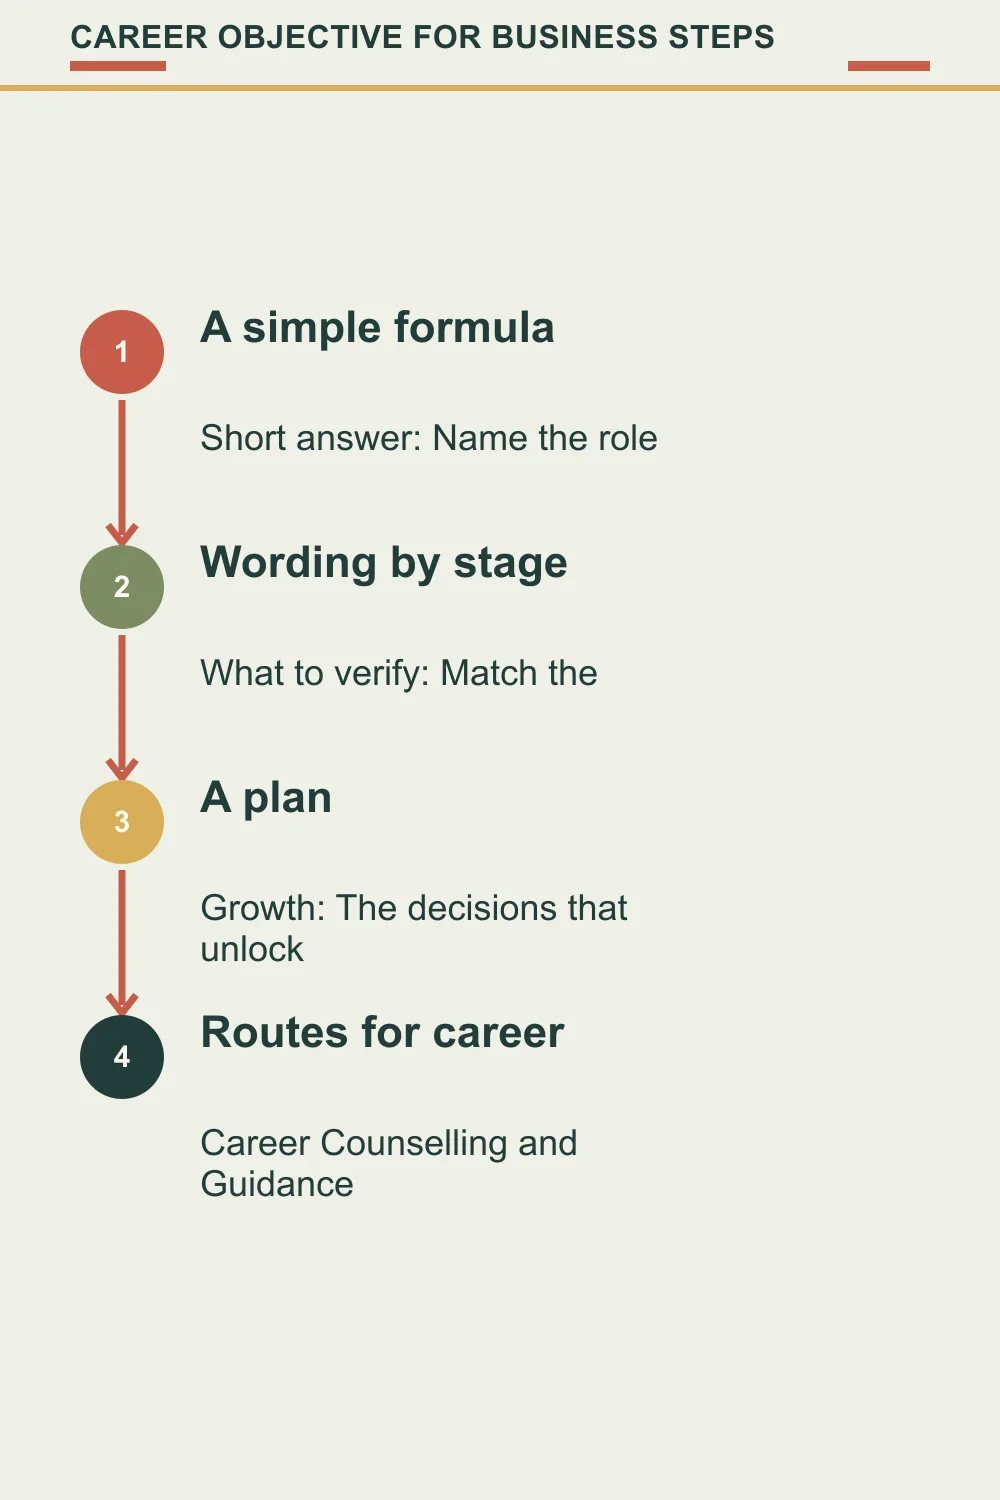 CAREER OBJECTIVE FOR BUSINESS STEPS
1
A simple formula
Short answer: Name the role
2
Wording by stage
What to verify: Match the
3
A plan
Growth: The decisions that
unlock
4
Routes for career
Career Counselling and
Guidance